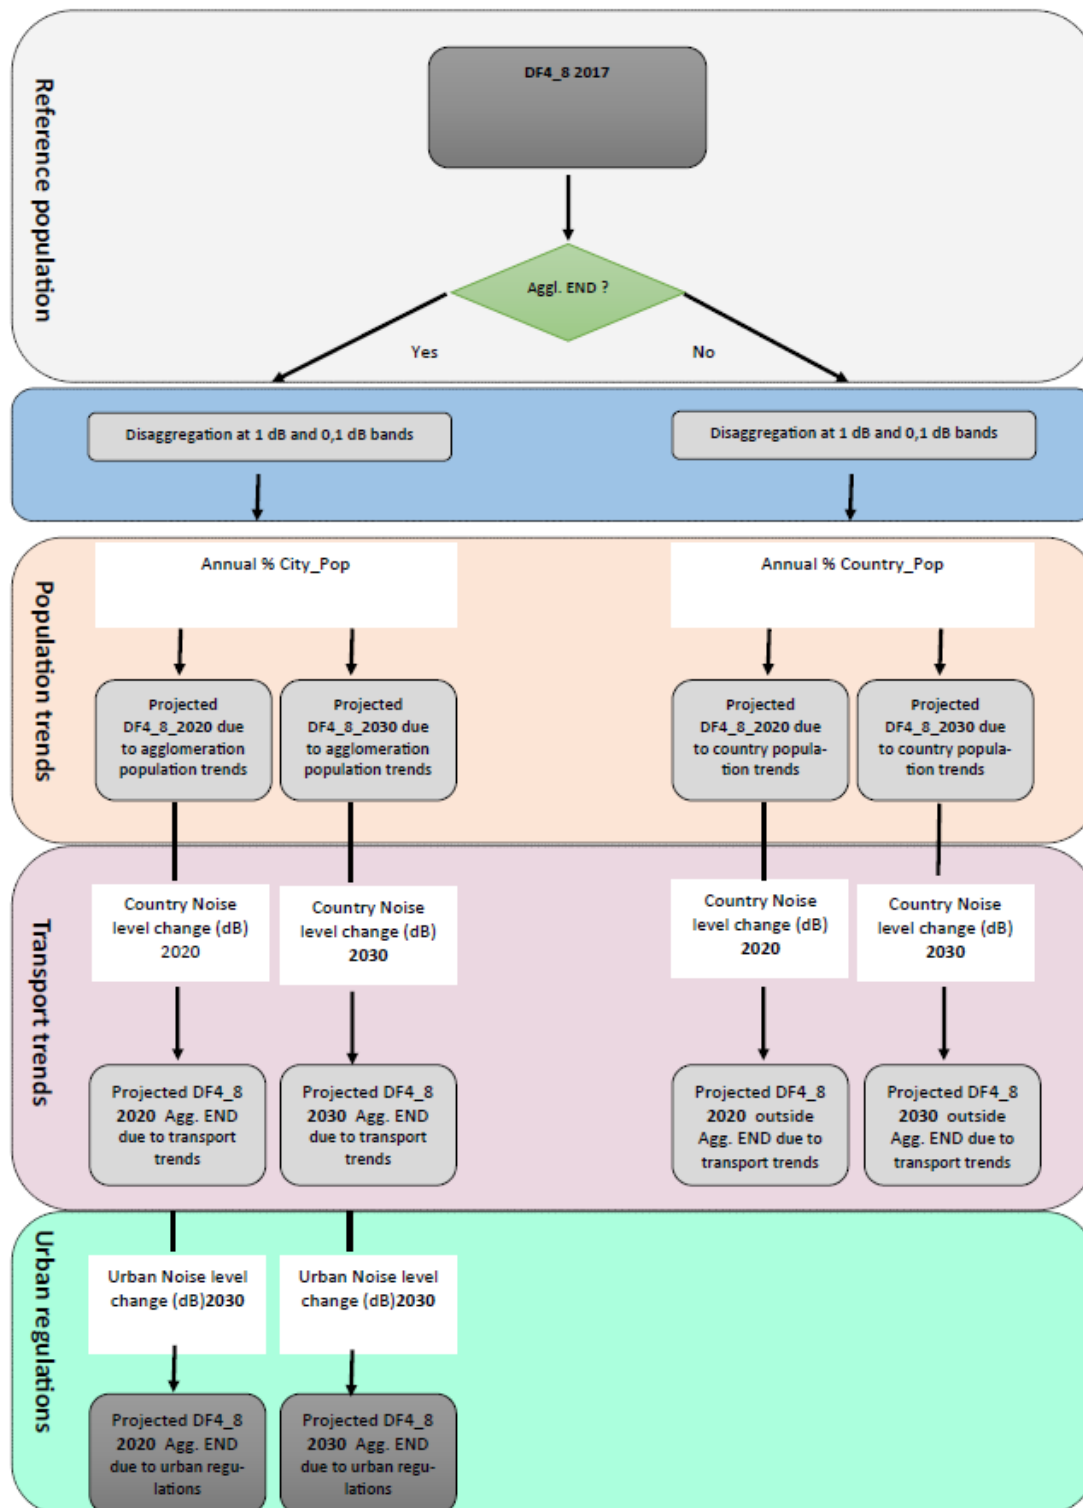 Reference population
DF4_8 2017
Aggl. END ?
Yes
No
Disaggregation at 1 dB and 0,1 dB bands
Disaggregation at 1 dB and 0,1 dB bands
Population trends
Annual % City_Pop
Annual % Country_Pop
Projected
DF4_8_2020 due
to agglomeration
population trends
Projected
DF4_8_2030 due
to agglomeration
population trends
Projected
DF4_8_2020 due
to country popula-
tion trends
Projected
DF4_8_2030 due
to country popula-
tion trends
Transport trends
Country Noise
level change (dB)
2020
Country Noise
level change (dB)
2030
Country Noise
level change (dB)
2020
Country Noise
level change (dB)
2030
Projected DF4_8
2020 Agg. END
due to transport
trends
Projected DF4_8
2030 Agg. END
due to transport
trends
Projected DF4_8
2020 outside
Agg. END due to
transport trends
Projected DF4_8
2030 outside
Agg. END due to
transport trends
Urban regulations
Urban Noise level
change (dB)2030
Urban Noise level
change (dB)2030
Projected DF4_8
2020 Agg. END
due to urban regu-
lations
Projected DF4_8
2030 Agg. END
due to urban regu-
lations